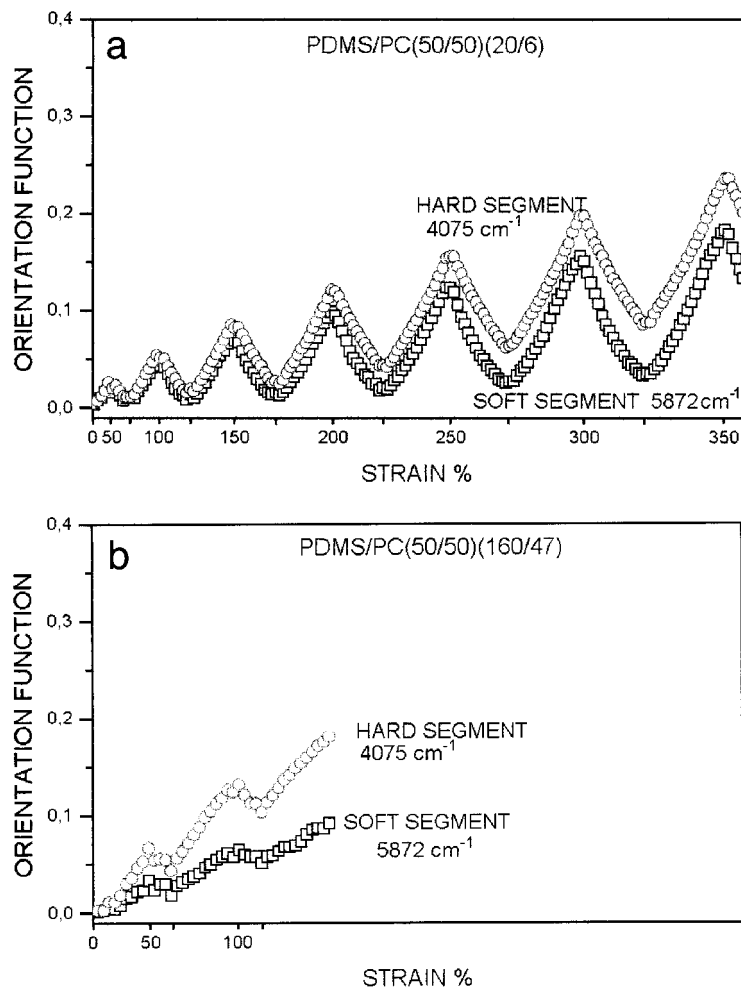 a
PDMS/PC(50/50)(20/6)
ORIENTATION FUNCTION
0,4
0,3
0,2
0,1
0,0
HARD SEGMENT
4075 cm⁻¹
SOFT SEGMENT 5872cm⁻¹
0 50 100 150 200 250 300 350
STRAIN %
b
PDMS/PC(50/50)(160/47)
ORIENTATION FUNCTION
0,4
0,3
0,2
0,1
0,0
HARD SEGMENT
4075 cm⁻¹
SOFT SEGMENT
5872 cm⁻¹
0 50 100
STRAIN %